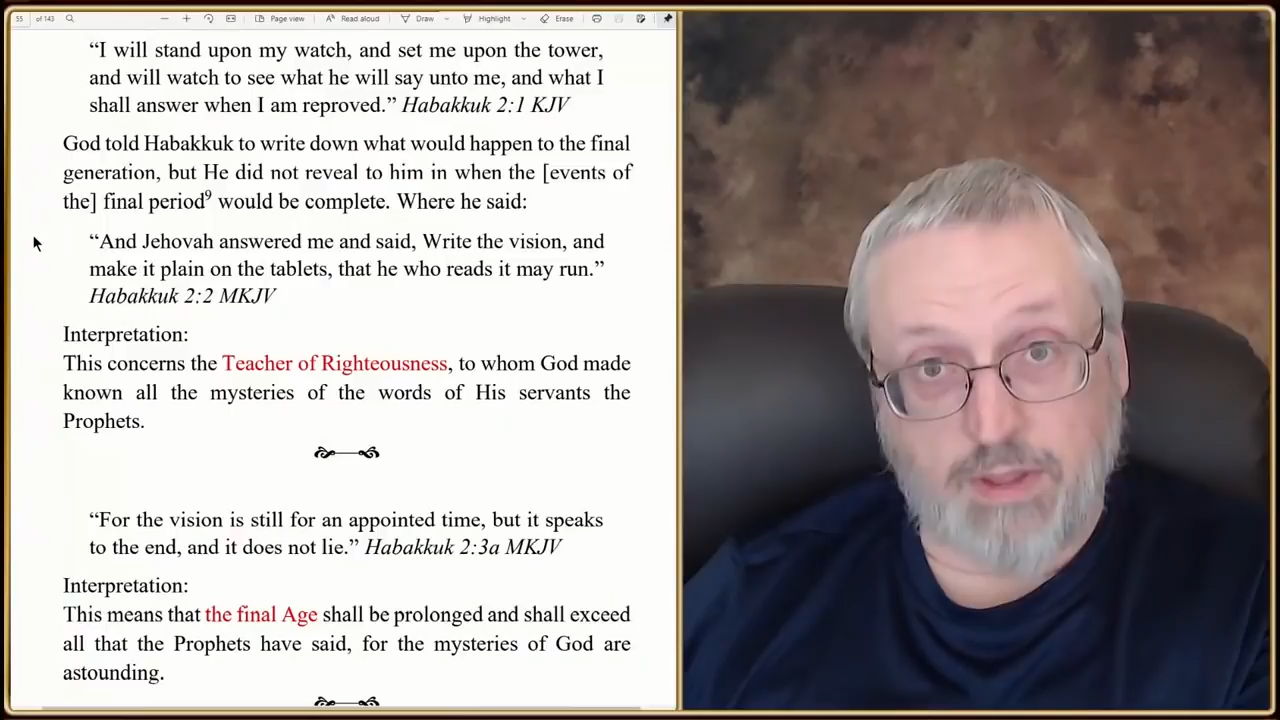 55 of 143 Page view Read aloud Draw Highlight Erase
“I will stand upon my watch, and set me upon the tower,
and will watch to see what he will say unto me, and what I
shall answer when I am reproved.” Habakkuk 2:1 KJV
God told Habakkuk to write down what would happen to the final
generation, but He did not reveal to him in when the [events of
the] final period⁹ would be complete. Where he said:
“And Jehovah answered me and said, Write the vision, and
make it plain on the tablets, that he who reads it may run.”
Habakkuk 2:2 MKJV
Interpretation:
This concerns the Teacher of Righteousness, to whom God made
known all the mysteries of the words of His servants the
Prophets.
“For the vision is still for an appointed time, but it speaks
to the end, and it does not lie.” Habakkuk 2:3a MKJV
Interpretation:
This means that the final Age shall be prolonged and shall exceed
all that the Prophets have said, for the mysteries of God are
astounding.